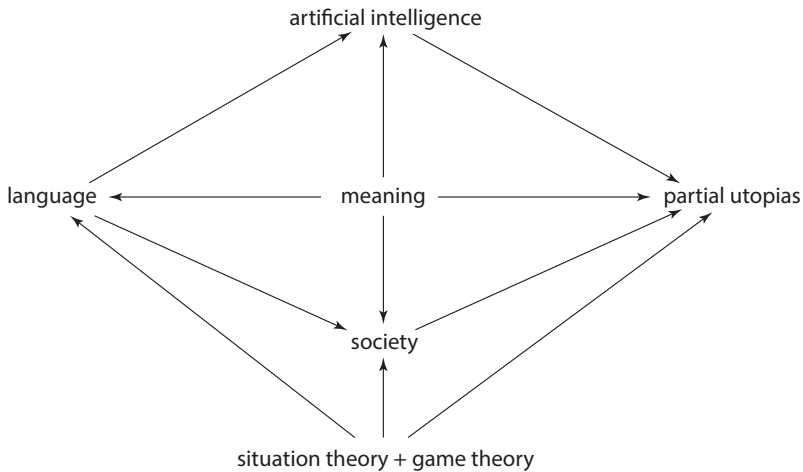 artificial intelligence
language
meaning
partial utopias
society
situation theory + game theory